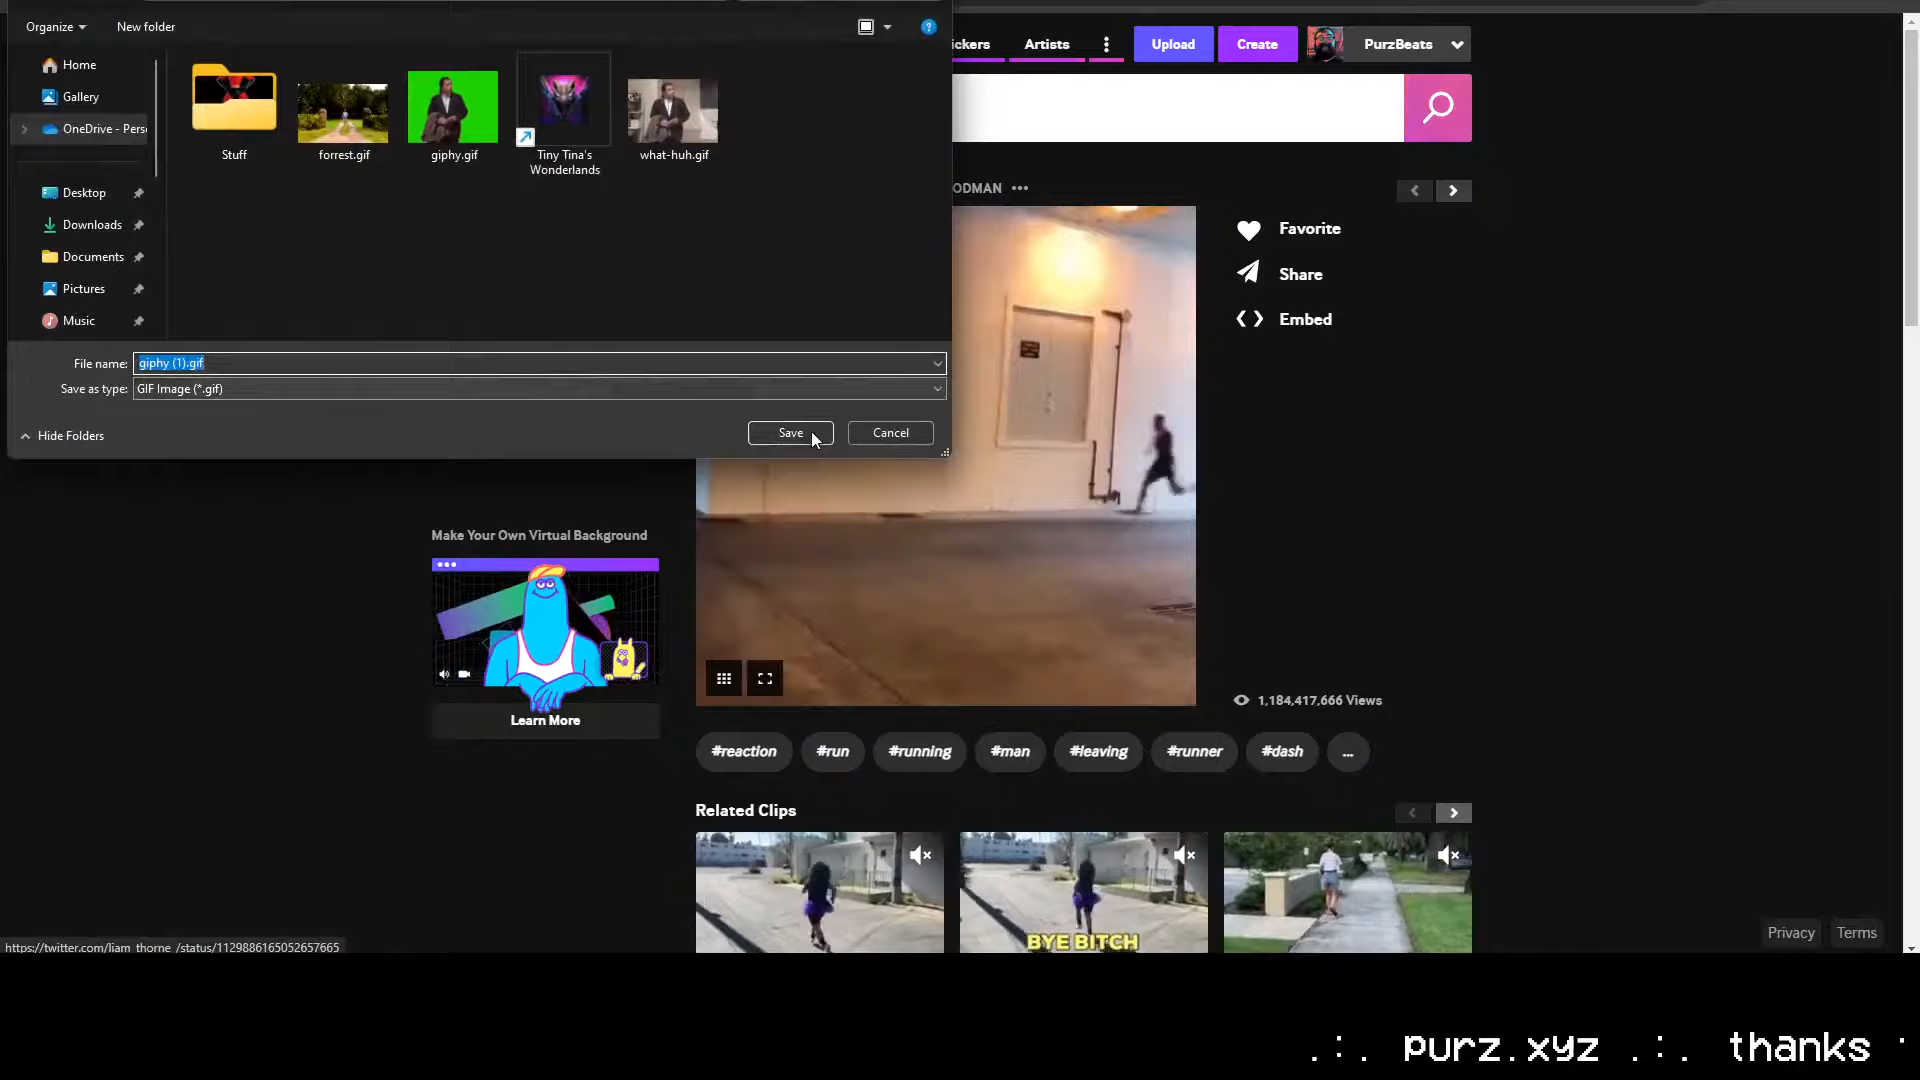 Organize
New folder
Home
Gallery
OneDrive - Pers
Desktop
Downloads
Documents
Pictures
Music
Stuff
forrest.gif
giphy.gif
Tiny Tina's
Wonderlands
what-huh.gif
File name: giphy (1).gif
Save as type: GIF Image (*.gif)
Hide Folders
Save
Cancel
ickers
Artists
Upload
Create
PurzBeats
ODMAN
Favorite
Share
Embed
Make Your Own Virtual Background
Learn More
1,184,417,666 Views
#reaction
#run
#running
#man
#leaving
#runner
#dash
...
Related Clips
BYE BITCH
Privacy
Terms
https://twitter.com/liam_thorne_/status/1129886165052657665
.:. purz.xyz .:. thanks